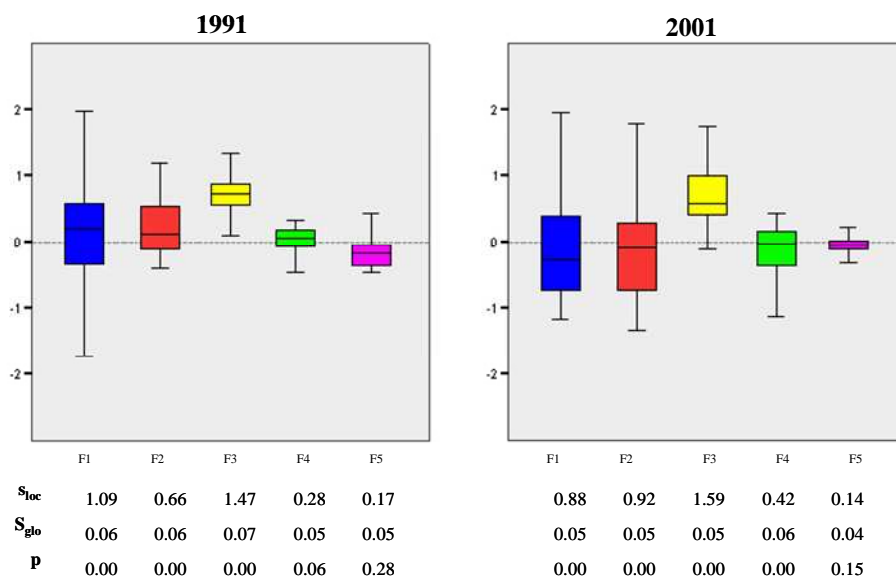 1991 2001
2 2
1 1
0 0
-1 -1
-2 -2
F1 F2 F3 F4 F5 F1 F2 F3 F4 F5
sloc 1.09 0.66 1.47 0.28 0.17 0.88 0.92 1.59 0.42 0.14
Sglo 0.06 0.06 0.07 0.05 0.05 0.05 0.05 0.05 0.06 0.04
p 0.00 0.00 0.00 0.06 0.28 0.00 0.00 0.00 0.00 0.15